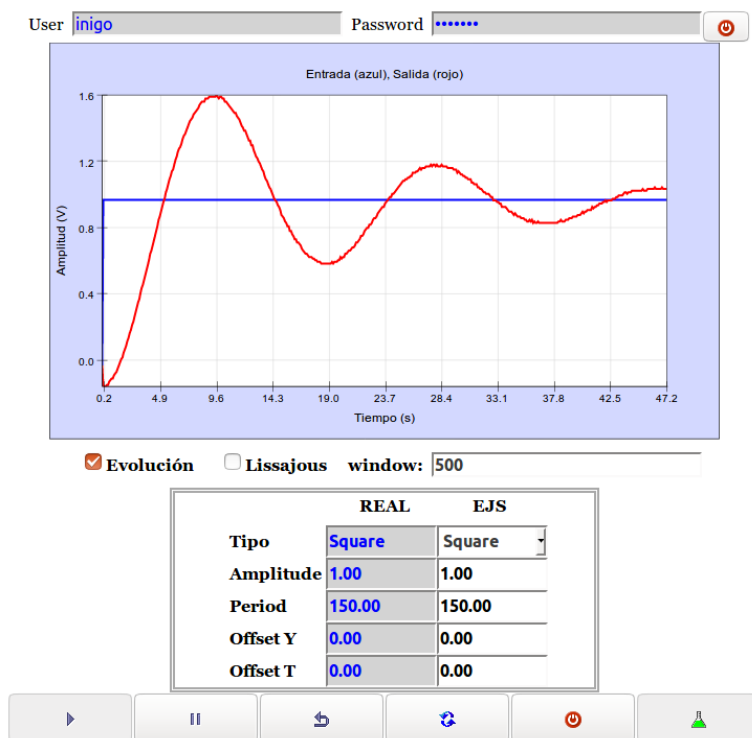 User inigo Password •••••••
Entrada (azul), Salida (rojo)
Amplitud (V)
1.6
1.2
0.8
0.4
0.0
0.2 4.9 9.6 14.3 19.0 23.7 28.4 33.1 37.8 42.5 47.2
Tiempo (s)
Evolución Lissajous window: 500
REAL EJS
Tipo Square Square
Amplitude 1.00 1.00
Period 150.00 150.00
Offset Y 0.00 0.00
Offset T 0.00 0.00